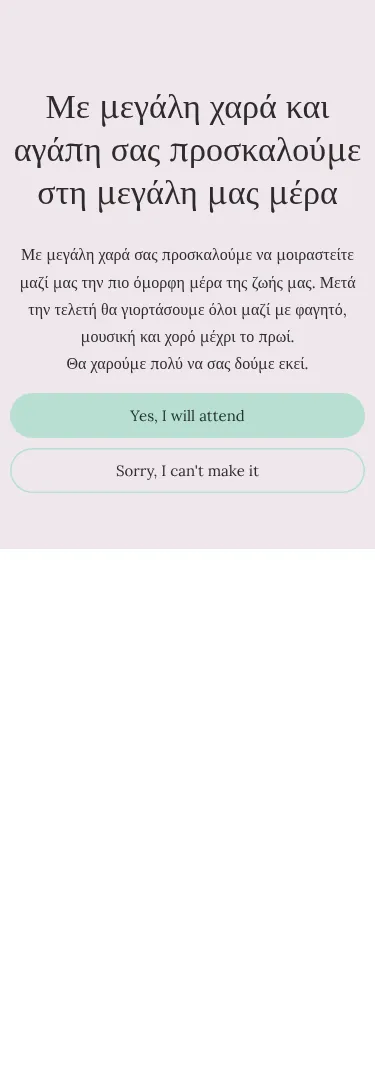 Με μεγάλη χαρά και
αγάπη σας προσκαλούμε
στη μεγάλη μας μέρα
Με μεγάλη χαρά σας προσκαλούμε να μοιραστείτε
μαζί μας την πιο όμορφη μέρα της ζωής μας. Μετά
την τελετή θα γιορτάσουμε όλοι μαζί με φαγητό,
μουσική και χορό μέχρι το πρωί.
Θα χαρούμε πολύ να σας δούμε εκεί.
Yes, I will attend
Sorry, I can't make it